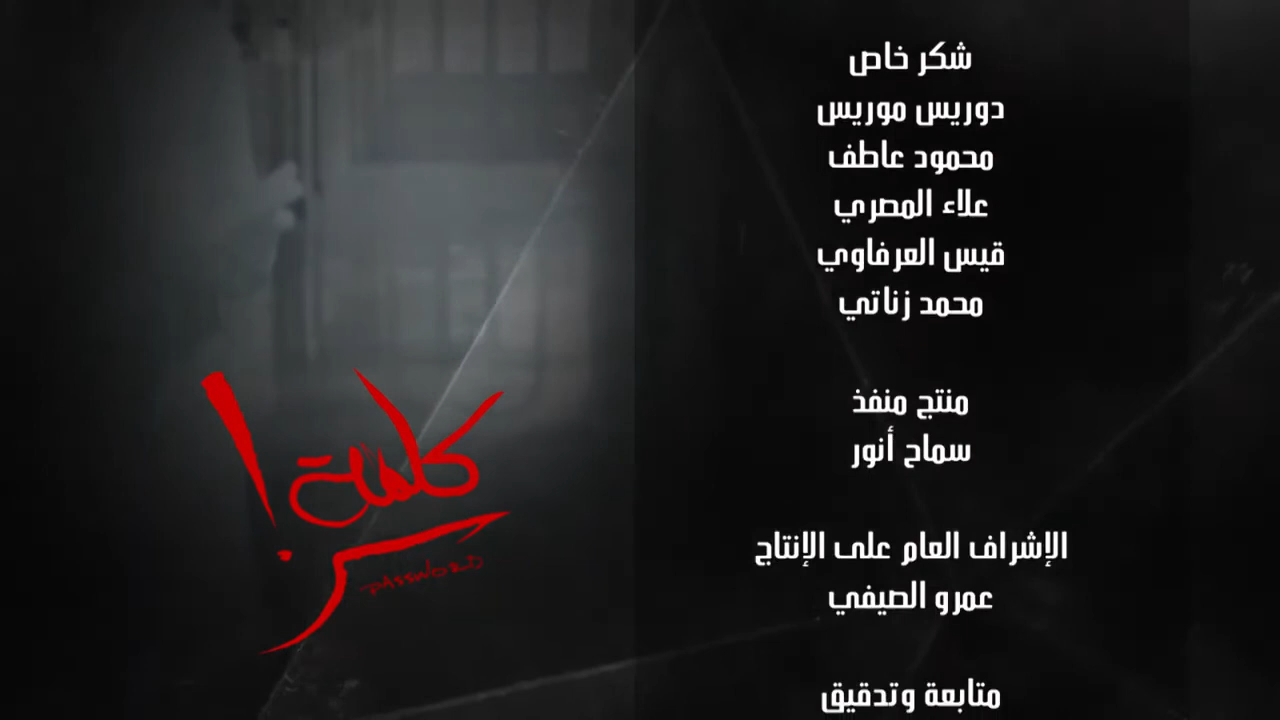 شكر خاص
دوريس موريس
محمود عاطف
علاء المصري
قيس العرفاوي
محمد زناتي
منتج منفذ
سماح أنور
الإشراف العام على الإنتاج
عمرو الصيفي
متابعة وتدقيق
كلمة سر !
PASSWORD